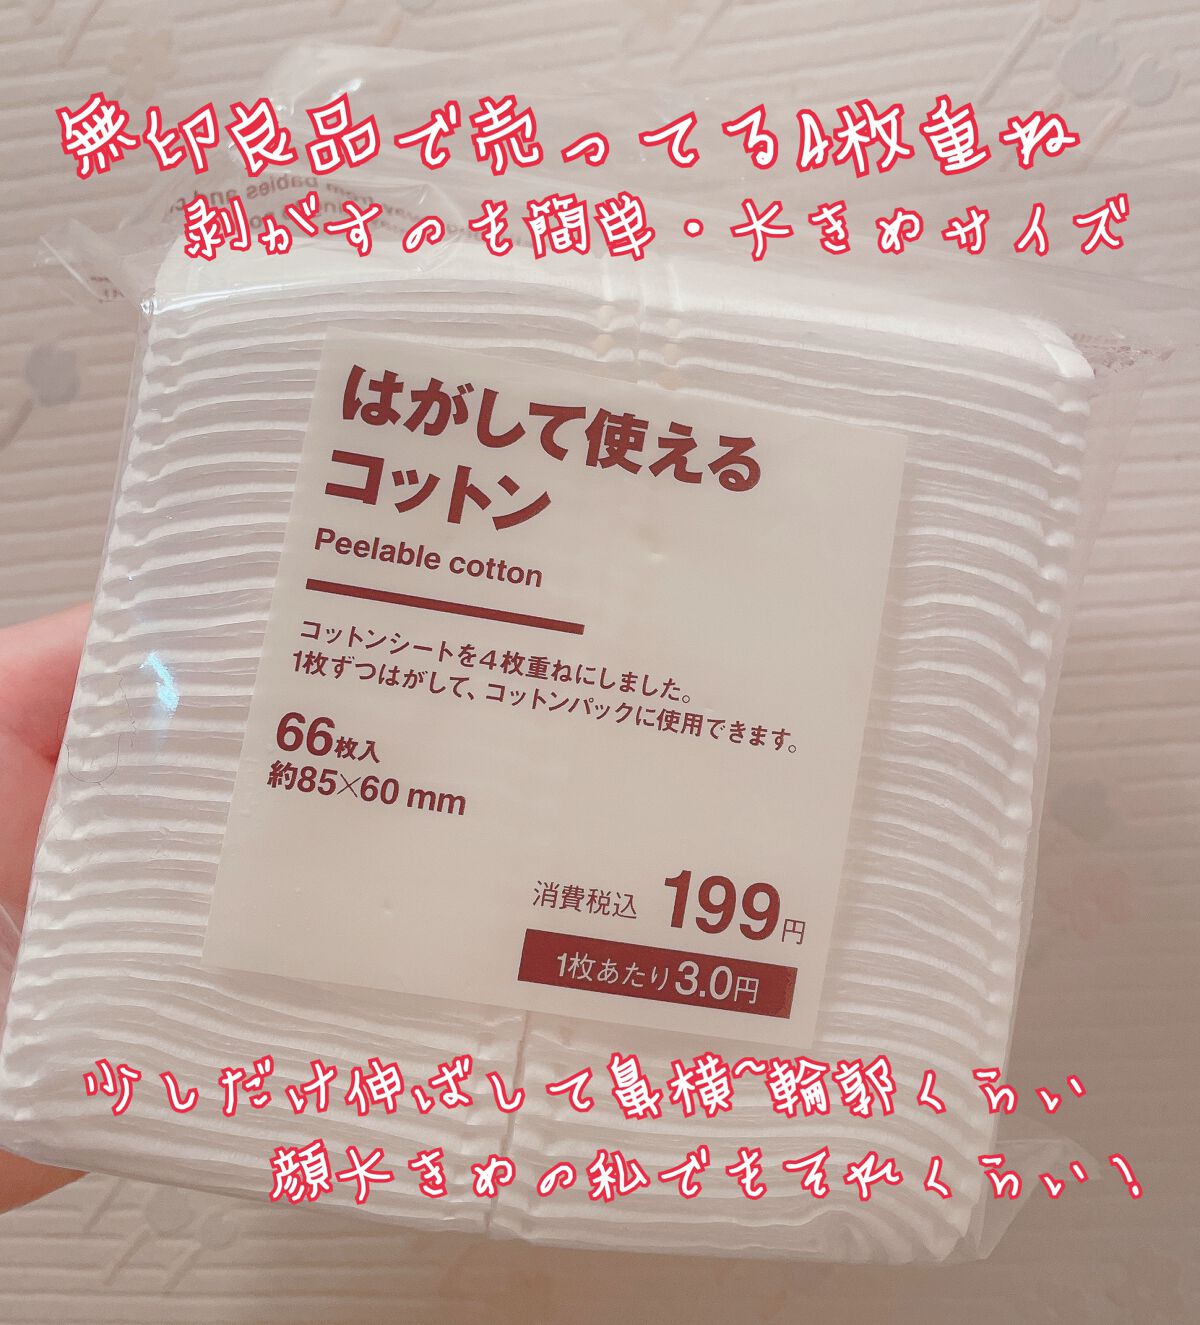 無印良品で売ってる4枚重ね
剥がすのも簡単・大きめサイズ
はがして使える
コットン
Peelable cotton
コットンシートを4枚重ねにしました。
1枚ずつはがして、コットンパックに使用できます。
66枚入
約85×60 mm
消費税込 199円
1枚あたり3.0円
少しだけ伸ばして鼻横~輪郭くらい
顔大きめの私でもそれくらい！